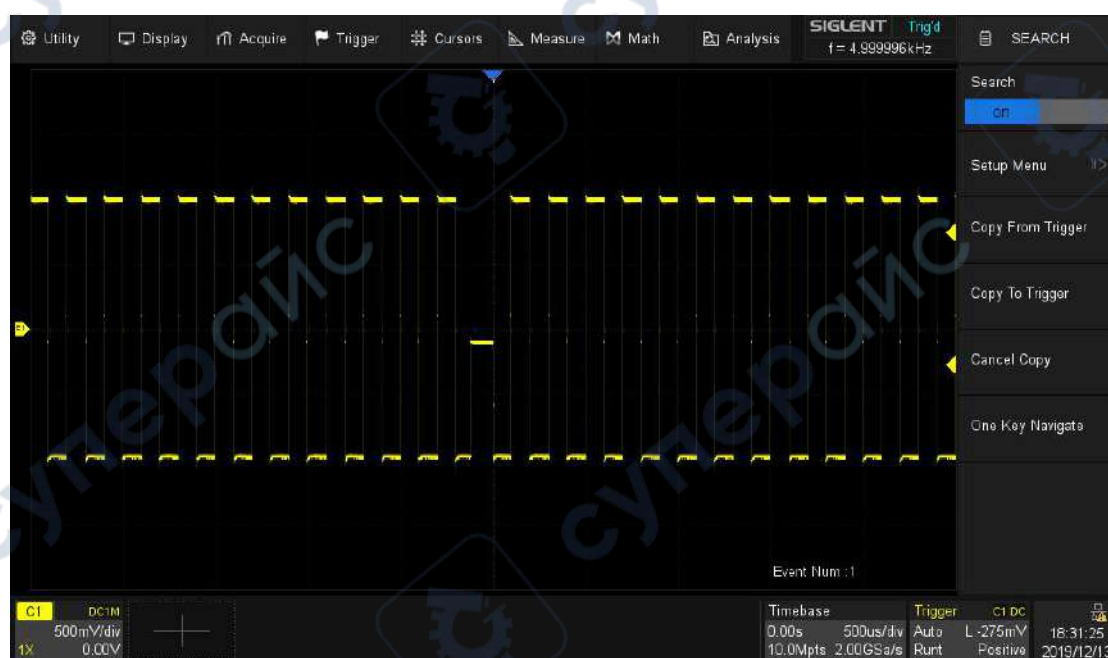 Utility Display Acquire Trigger Cursors Measure Math Analysis SIGLENT Trig'd SEARCH
f = 4.999996kHz
Search
on
Setup Menu
Copy From Trigger
Copy To Trigger
Cancel Copy
One Key Navigate
Event Num :1
C1 DC1M
500mV/div
1X 0.00V
Timebase
0.00s 500us/div
10.0Mpts 2.00GSa/s
Trigger C1 DC
Auto L -275mV
Runt Positive
18:31:25
2019/12/13
суперайс
суперайс